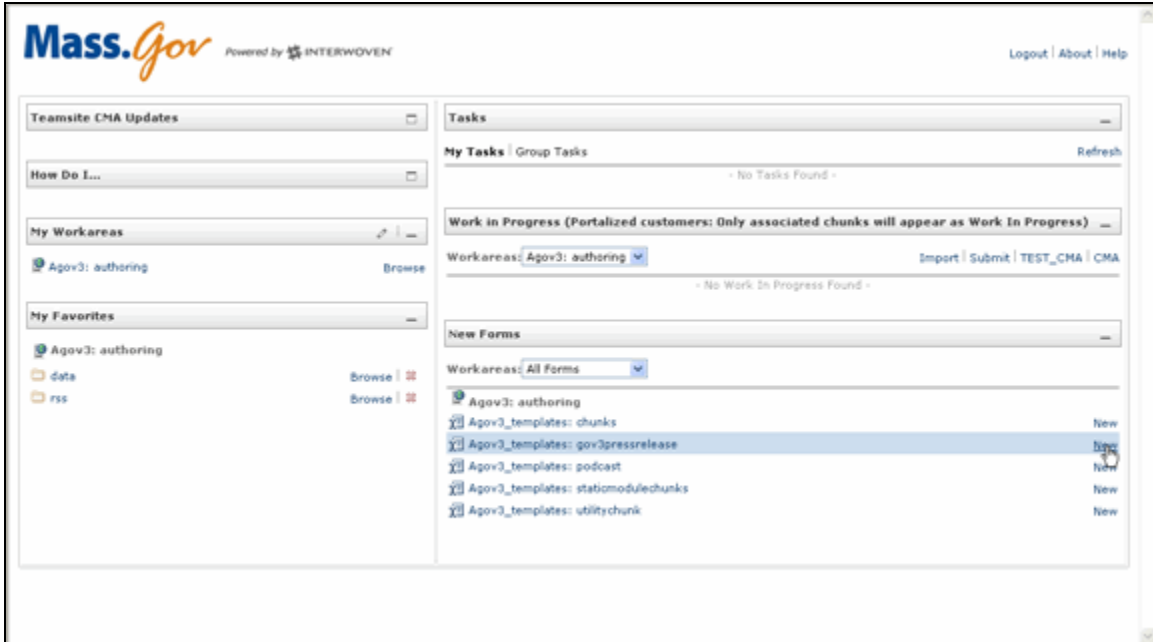 Mass.Gov Powered by INTERWOVEN
Logout | About | Help
Teamsite CMA Updates
How Do I...
My Workareas
Agov3: authoring Browse
My Favorites
Agov3: authoring
data Browse
rss Browse
Tasks
My Tasks | Group Tasks Refresh
- No Tasks Found -
Work in Progress (Portalized customers: Only associated chunks will appear as Work In Progress)
Workareas: Agov3: authoring Import | Submit | TEST_CMA | CMA
- No Work In Progress Found -
New Forms
Workareas: All Forms
Agov3: authoring
Agov3_templates: chunks New
Agov3_templates: gov3pressrelease New
Agov3_templates: podcast New
Agov3_templates: staticmodulechunks New
Agov3_templates: utilitychunk New